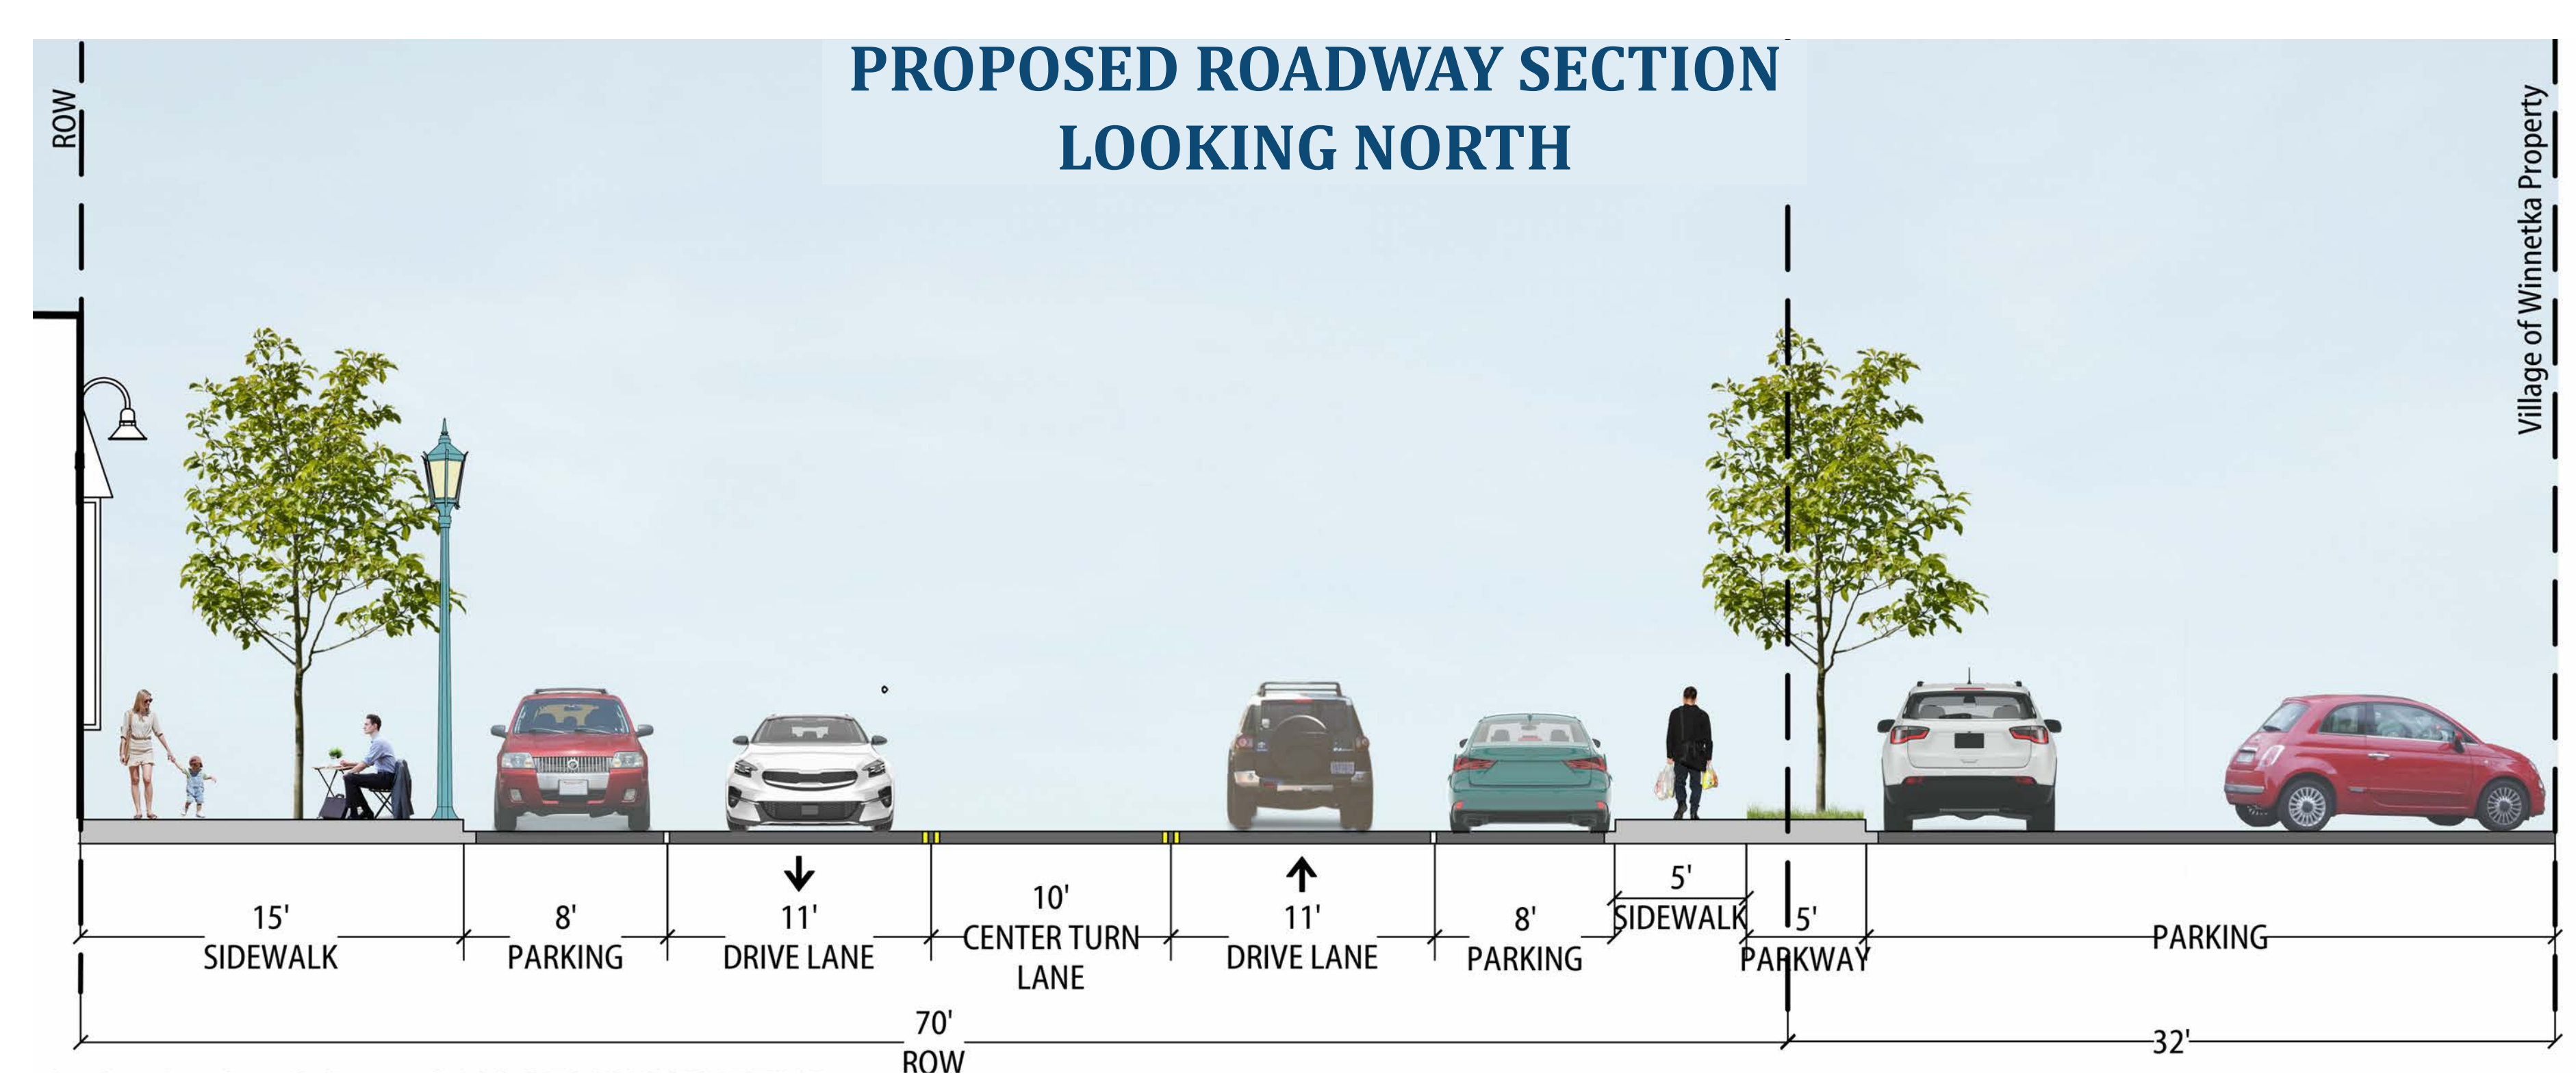 PROPOSED ROADWAY SECTION
LOOKING NORTH
ROW
Village of Winnetka Property
15'
SIDEWALK
8'
PARKING
11'
DRIVE LANE
10'
CENTER TURN
LANE
11'
DRIVE LANE
8'
PARKING
5'
SIDEWALK
5'
PARKWAY
PARKING
70'
ROW
32'